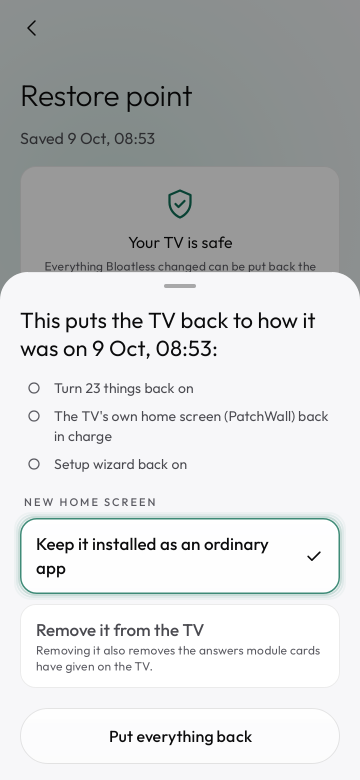 Restore point
Saved 9 Oct, 08:53
Your TV is safe
Everything Bloatless changed can be put back the
This puts the TV back to how it
was on 9 Oct, 08:53:
Turn 23 things back on
The TV's own home screen (PatchWall) back
in charge
Setup wizard back on
NEW HOME SCREEN
Keep it installed as an ordinary
app
Remove it from the TV
Removing it also removes the answers module cards
have given on the TV.
Put everything back